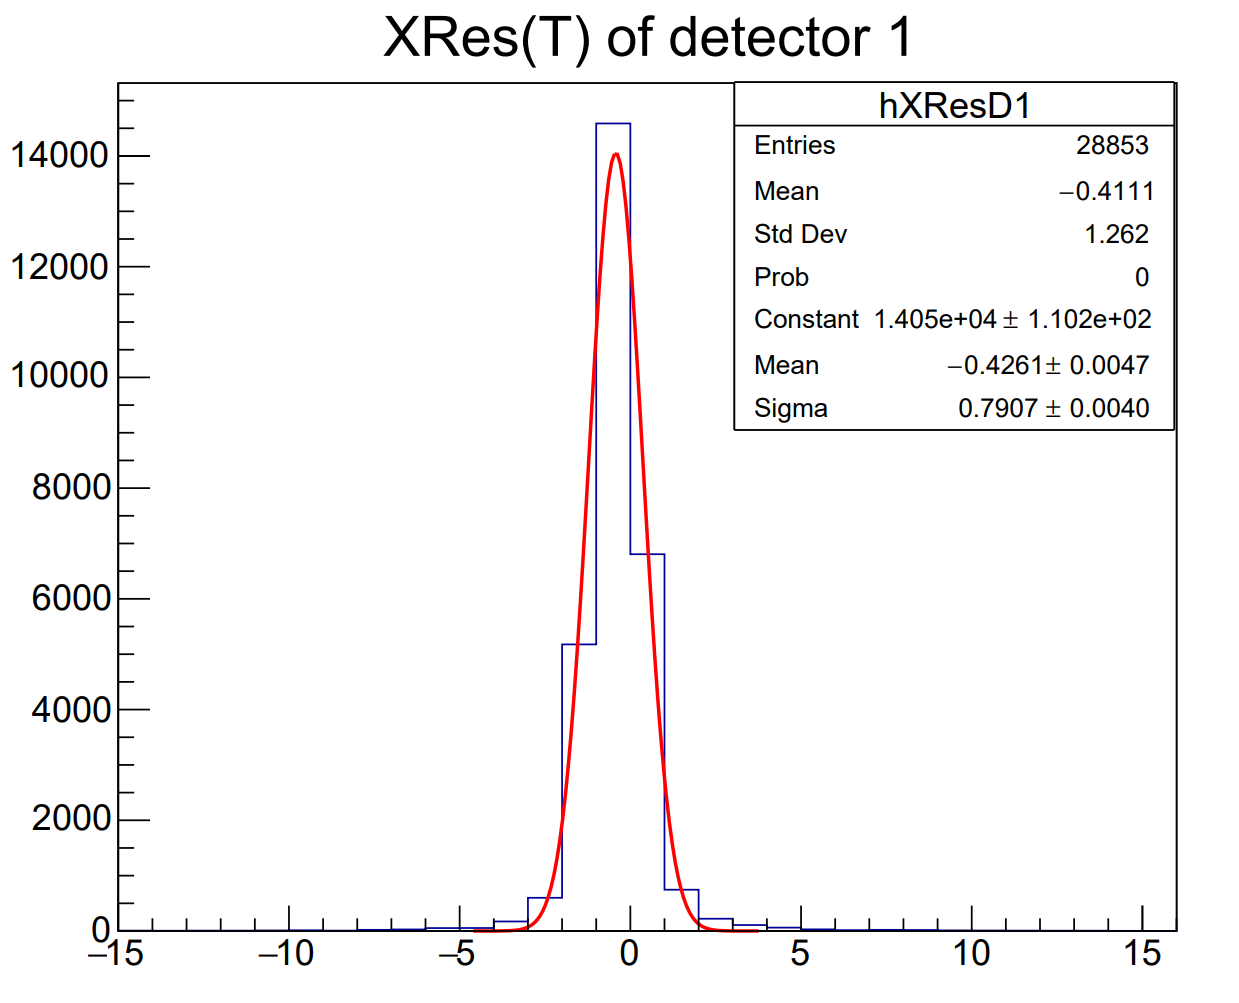 XRes(T) of detector 1
hXResD1
Entries 28853
Mean −0.4111
Std Dev 1.262
Prob 0
Constant 1.405e+04 ± 1.102e+02
Mean −0.4261± 0.0047
Sigma 0.7907 ± 0.0040
14000
12000
10000
8000
6000
4000
2000
0
−15 −10 −5 0 5 10 15